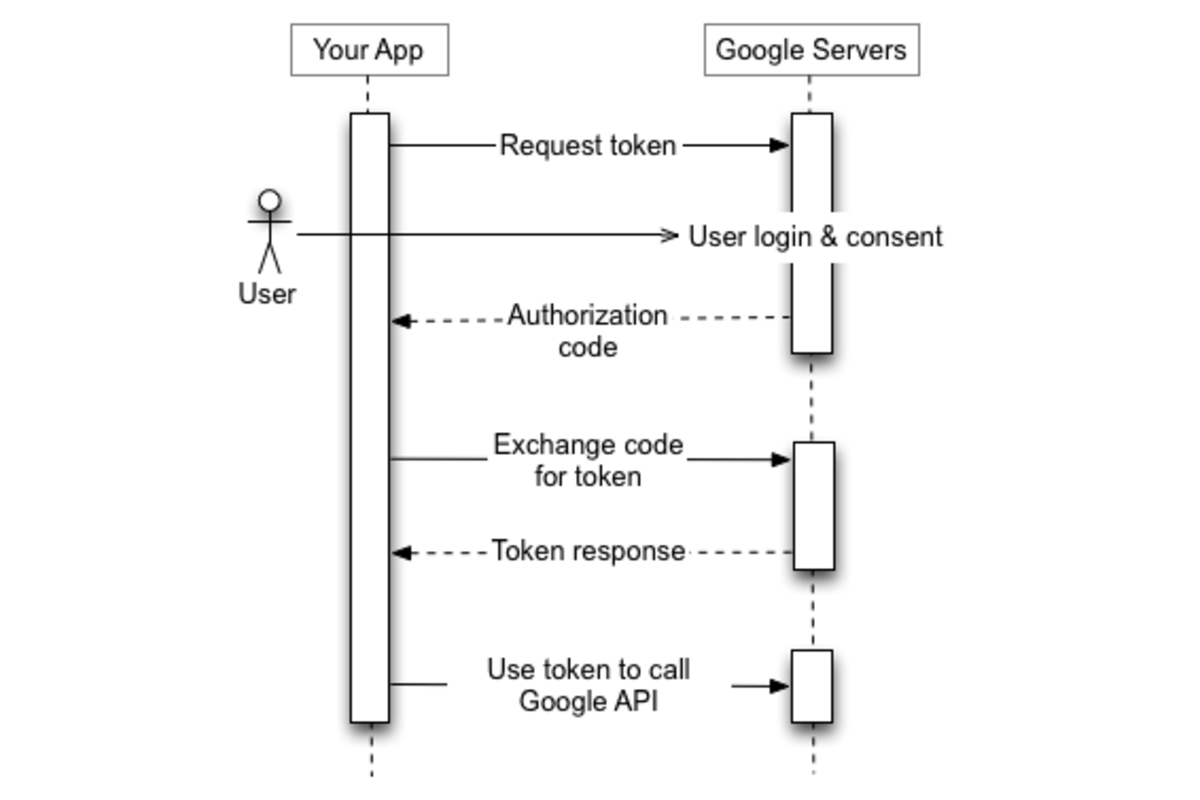 Your App
Google Servers
Request token
User login & consent
User
Authorization
code
Exchange code
for token
Token response
Use token to call
Google API